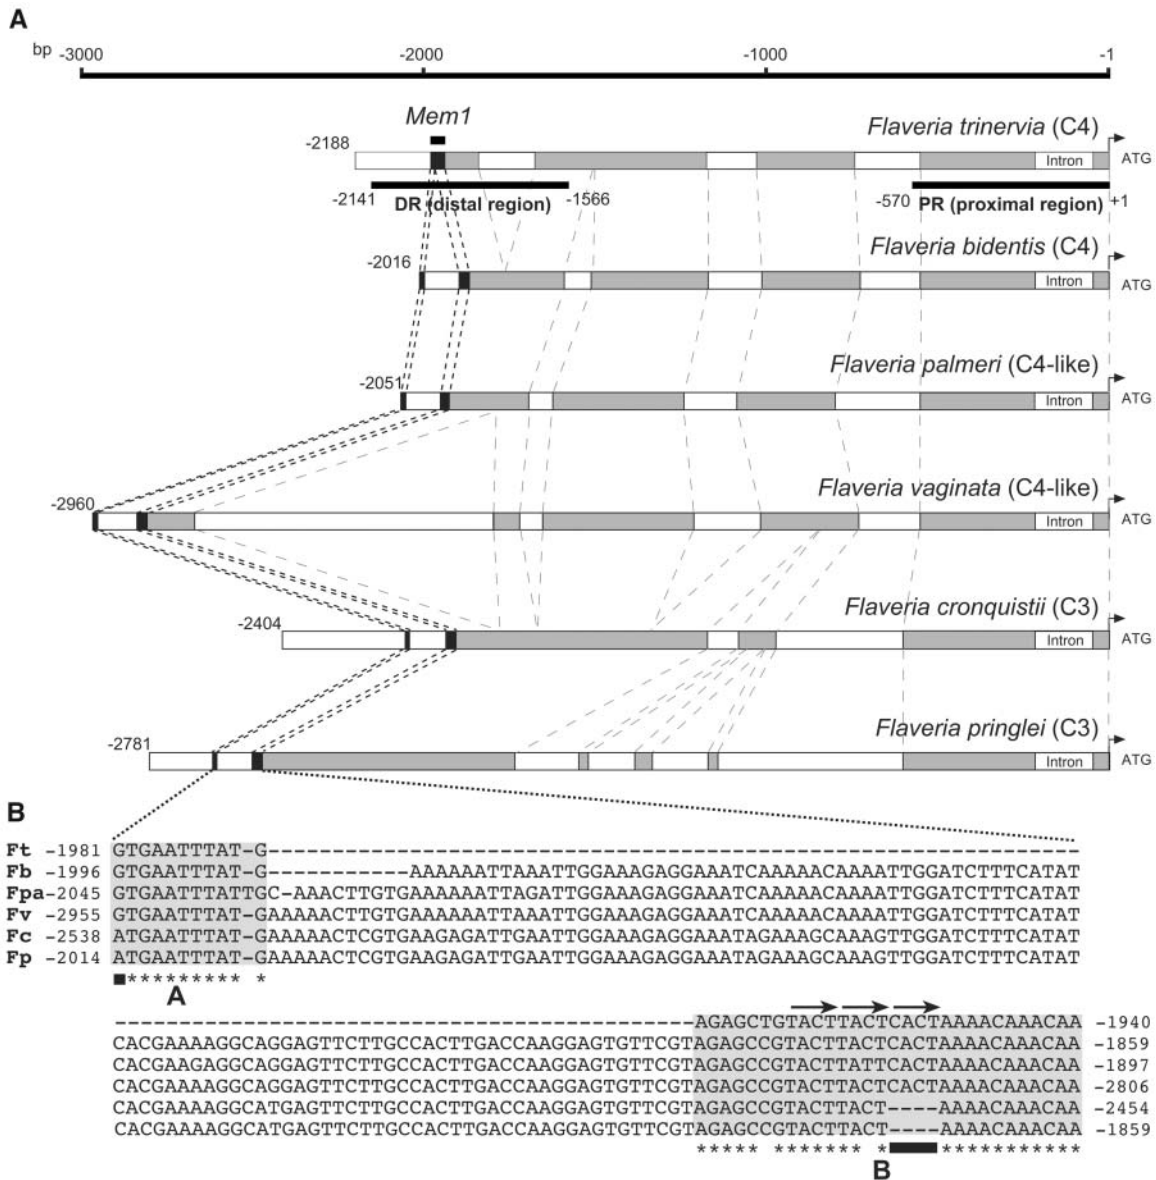 A
bp -3000 -2000 -1000 -1
Mem1
Flaveria trinervia (C4)
-2188
Intron
ATG
-2141 DR (distal region) -1566 -570 PR (proximal region) +1
Flaveria bidentis (C4)
-2016
Intron
ATG
Flaveria palmeri (C4-like)
-2051
Intron
ATG
Flaveria vaginata (C4-like)
-2960
Intron
ATG
Flaveria cronquistii (C3)
-2404
Intron
ATG
Flaveria pringlei (C3)
-2781
Intron
ATG
B
Ft -1981 GTGAATTTAT-G--------------------------------------------------------------------
Fb -1996 GTGAATTTAT-G-----------AAAAAATTAAATTGGAAAGAGGAAATCAAAAACAAAATTGGATCTTTCATAT
Fpa-2045 GTGAATTTATTGC-AAACTTGTGAAAAAATTAGATTGGAAAGAGGAAATCAAAAACAAAATTGGATCTTTCATAT
Fv -2955 GTGAATTTAT-GAAAAACTTGTGAAAAAATTAAATTGGAAAGAGGAAATCAAAAACAAAATTGGATCTTTCATAT
Fc -2538 ATGAATTTAT-GAAAAACTCGTGAAGAGATTGAATTGGAAAGAGGAAATAGAAAGCAAAGTTGGATCTTTCATAT
Fp -2014 ATGAATTTAT-GAAAAACTCGTGAAGAGATTGAATTGGAAAGAGGAAATAGAAAGCAAAGTTGGATCTTTCATAT
********* *
A
---------------------------------------------AGAGCTGTACTTACTCACTAAAACAAACAA -1940
CACGAAAAGGCAGGAGTTCTTGCCACTTGACCAAGGAGTGTTCGTAGAGCCGTACTTACTCACTAAAACAAACAA -1859
CACGAAGAGGCAGGAGTTCTTGCCACTTGACCAAGGAGTGTTCGTAGAGCCGTACTTATTCACTAAAACAAACAA -1897
CACGAAAAGGCAGGAGTTCTTGCCACTTGACCAAGGAGTGTTCGTAGAGCCGTACTTACTCACTAAAACAAACAA -2806
CACGAAAAGGCATGAGTTCTTGCCACTTGACCAAGGAGTGTTCGTAGAGCCGTACTTACT----AAAACAAACAA -2454
CACGAAAAGGCATGAGTTCTTGCCACTTGACCAAGGAGTGTTCGTAGAGCCGTACTTACT----AAAACAAACAA -1859
***** ******* * ***********
B